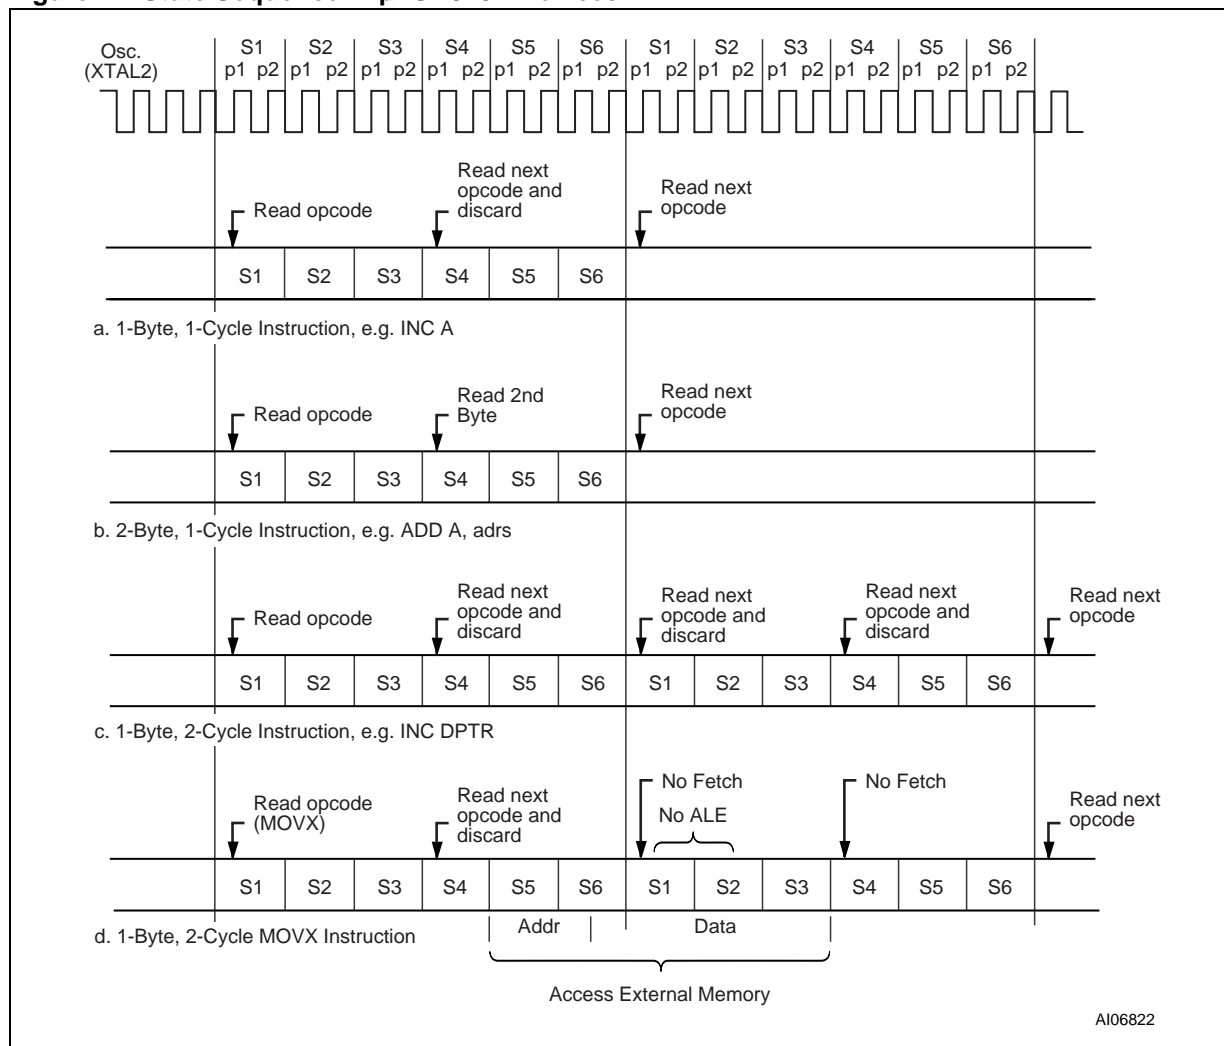 Osc.
(XTAL2)
S1 S2 S3 S4 S5 S6 S1 S2 S3 S4 S5 S6
p1 p2 p1 p2 p1 p2 p1 p2 p1 p2 p1 p2 p1 p2 p1 p2 p1 p2 p1 p2 p1 p2 p1 p2
Read opcode
Read next
opcode and
discard
Read next
opcode
S1 S2 S3 S4 S5 S6
a. 1-Byte, 1-Cycle Instruction, e.g. INC A
Read opcode
Read 2nd
Byte
Read next
opcode
S1 S2 S3 S4 S5 S6
b. 2-Byte, 1-Cycle Instruction, e.g. ADD A, adrs
Read opcode
Read next
opcode and
discard
Read next
opcode and
discard
Read next
opcode and
discard
Read next
opcode
S1 S2 S3 S4 S5 S6 S1 S2 S3 S4 S5 S6
c. 1-Byte, 2-Cycle Instruction, e.g. INC DPTR
Read opcode
(MOVX)
Read next
opcode and
discard
No Fetch
No ALE
No Fetch
Read next
opcode
S1 S2 S3 S4 S5 S6 S1 S2 S3 S4 S5 S6
Addr Data
d. 1-Byte, 2-Cycle MOVX Instruction
Access External Memory
AI06822